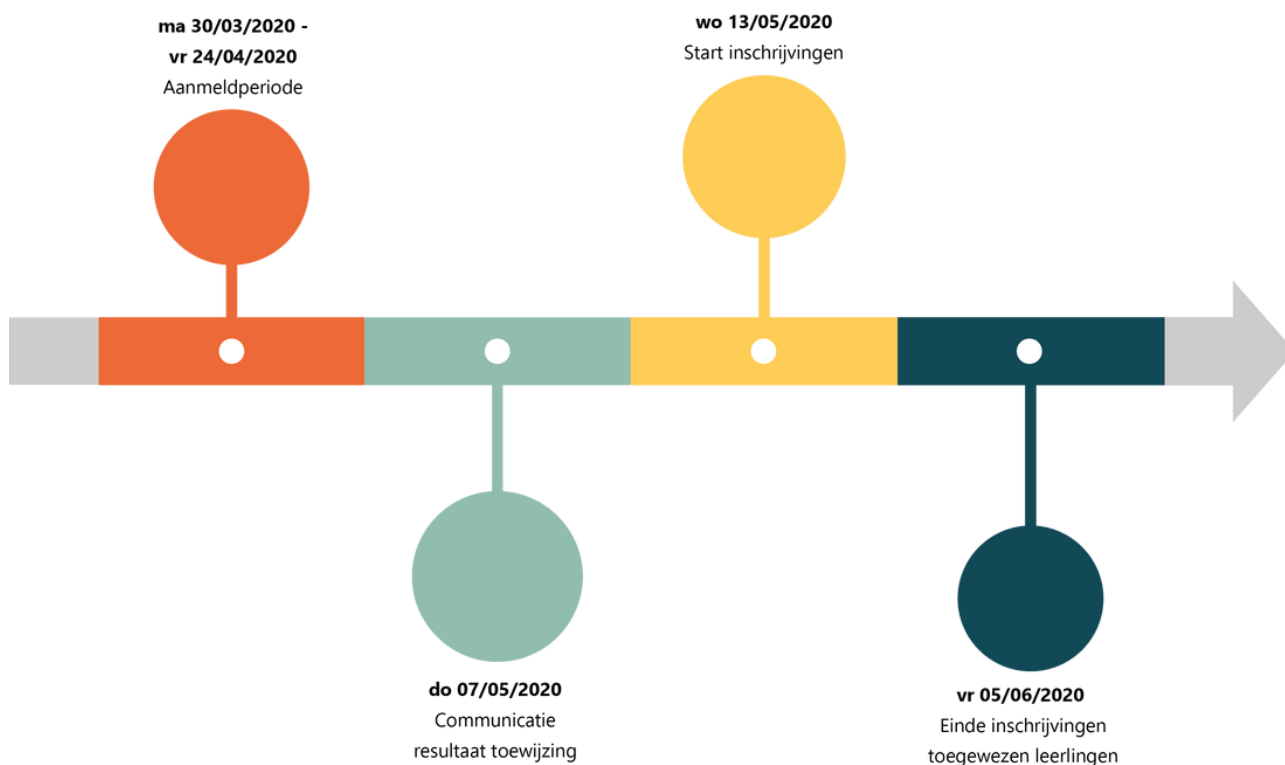 ma 30/03/2020 -
vr 24/04/2020
Aanmeldperiode
wo 13/05/2020
Start inschrijvingen
do 07/05/2020
Communicatie
resultaat toewijzing
vr 05/06/2020
Einde inschrijvingen
toegewezen leerlingen